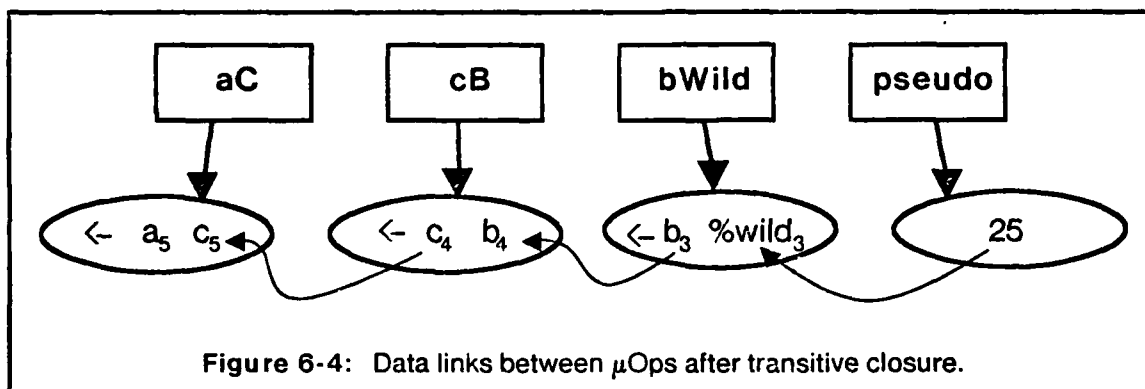 aC cB bWild pseudo
<- a₅ c₅ <- c₄ b₄ <- b₃ %wild₃ 25
Figure 6-4: Data links between μOps after transitive closure.